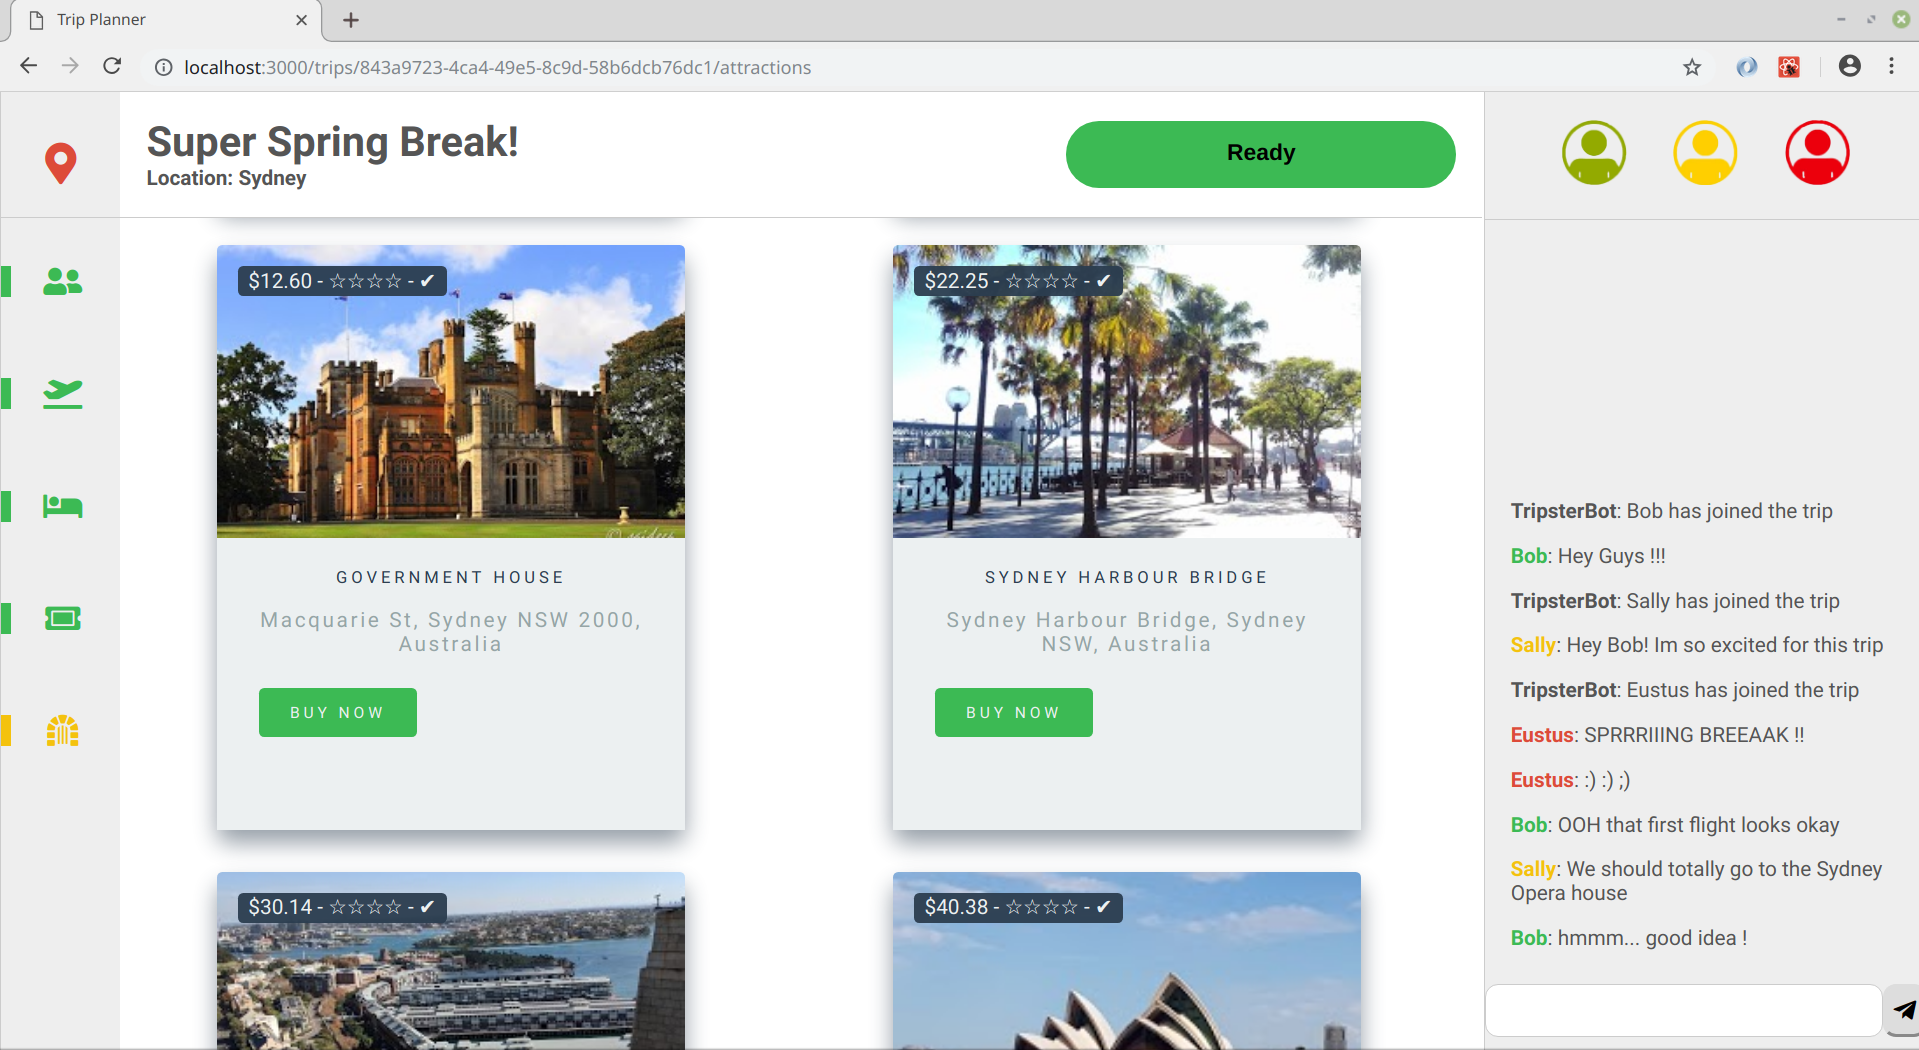 Trip Planner
localhost:3000/trips/843a9723-4ca4-49e5-8c9d-58b6dcb76dc1/attractions
Super Spring Break!
Location: Sydney
Ready
$12.60 - ☆☆☆☆ - ✔
GOVERNMENT HOUSE
Macquarie St, Sydney NSW 2000,
Australia
BUY NOW
$22.25 - ☆☆☆☆ - ✔
SYDNEY HARBOUR BRIDGE
Sydney Harbour Bridge, Sydney
NSW, Australia
BUY NOW
$30.14 - ☆☆☆☆ - ✔
$40.38 - ☆☆☆☆ - ✔
TripsterBot: Bob has joined the trip
Bob: Hey Guys !!!
TripsterBot: Sally has joined the trip
Sally: Hey Bob! Im so excited for this trip
TripsterBot: Eustus has joined the trip
Eustus: SPRRRIIING BREEAAK !!
Eustus: :) :) ;)
Bob: OOH that first flight looks okay
Sally: We should totally go to the Sydney
Opera house
Bob: hmmm... good idea !